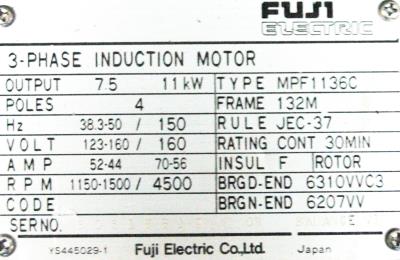 FUJI
ELECTRIC
3-PHASE INDUCTION MOTOR
OUTPUT 7.5 11kW TYPE MPF1136C
POLES 4 FRAME 132M
Hz 38.3-50 / 150 RULE JEC-37
VOLT 123-160 / 160 RATING CONT 30MIN
AMP 52-44 70-56 INSUL F ROTOR
RPM 1150-1500 / 4500 BRGD-END 6310VVC3
CODE BRGN-END 6207VV
SERNO.
YS445029-1 Fuji Electric Co.,Ltd. Japan